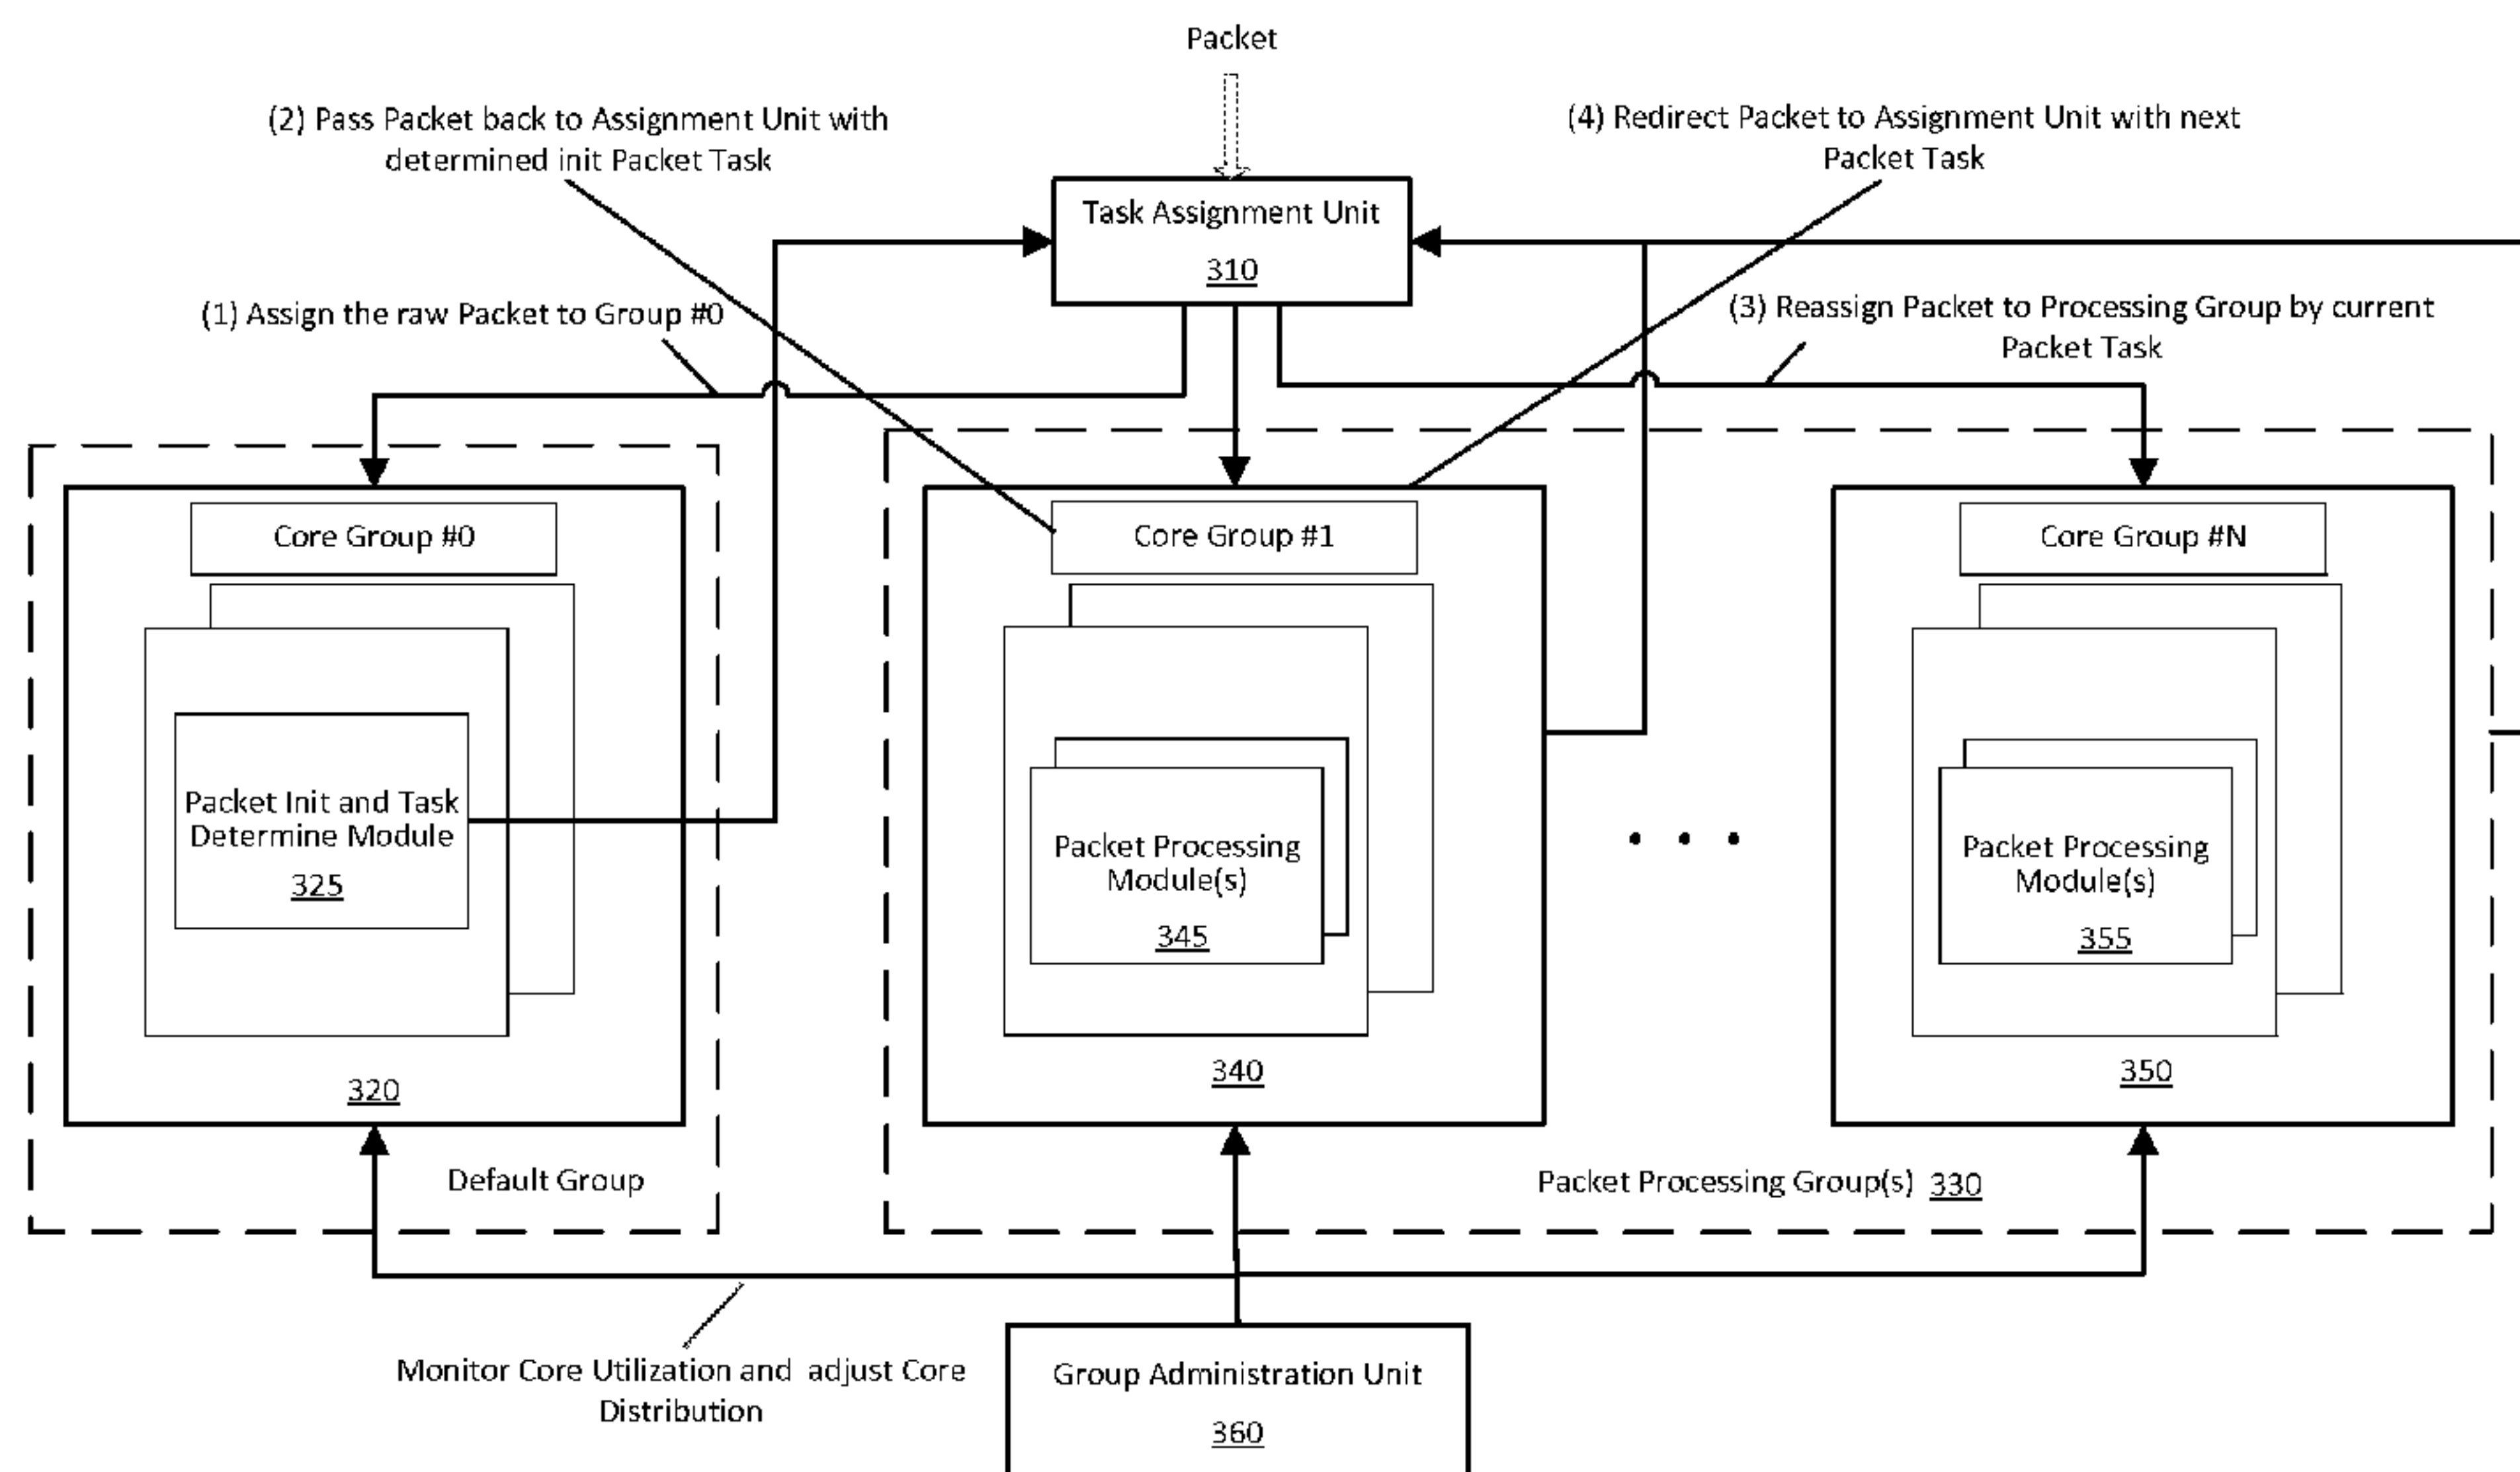 Packet
(2) Pass Packet back to Assignment Unit with
determined init Packet Task
(4) Redirect Packet to Assignment Unit with next
Packet Task
Task Assignment Unit
310
(1) Assign the raw Packet to Group #0
(3) Reassign Packet to Processing Group by current
Packet Task
Core Group #0
Packet Init and Task
Determine Module
325
320
Default Group
Core Group #1
Packet Processing
Module(s)
345
340
Core Group #N
Packet Processing
Module(s)
355
350
Packet Processing Group(s) 330
Monitor Core Utilization and adjust Core
Distribution
Group Administration Unit
360